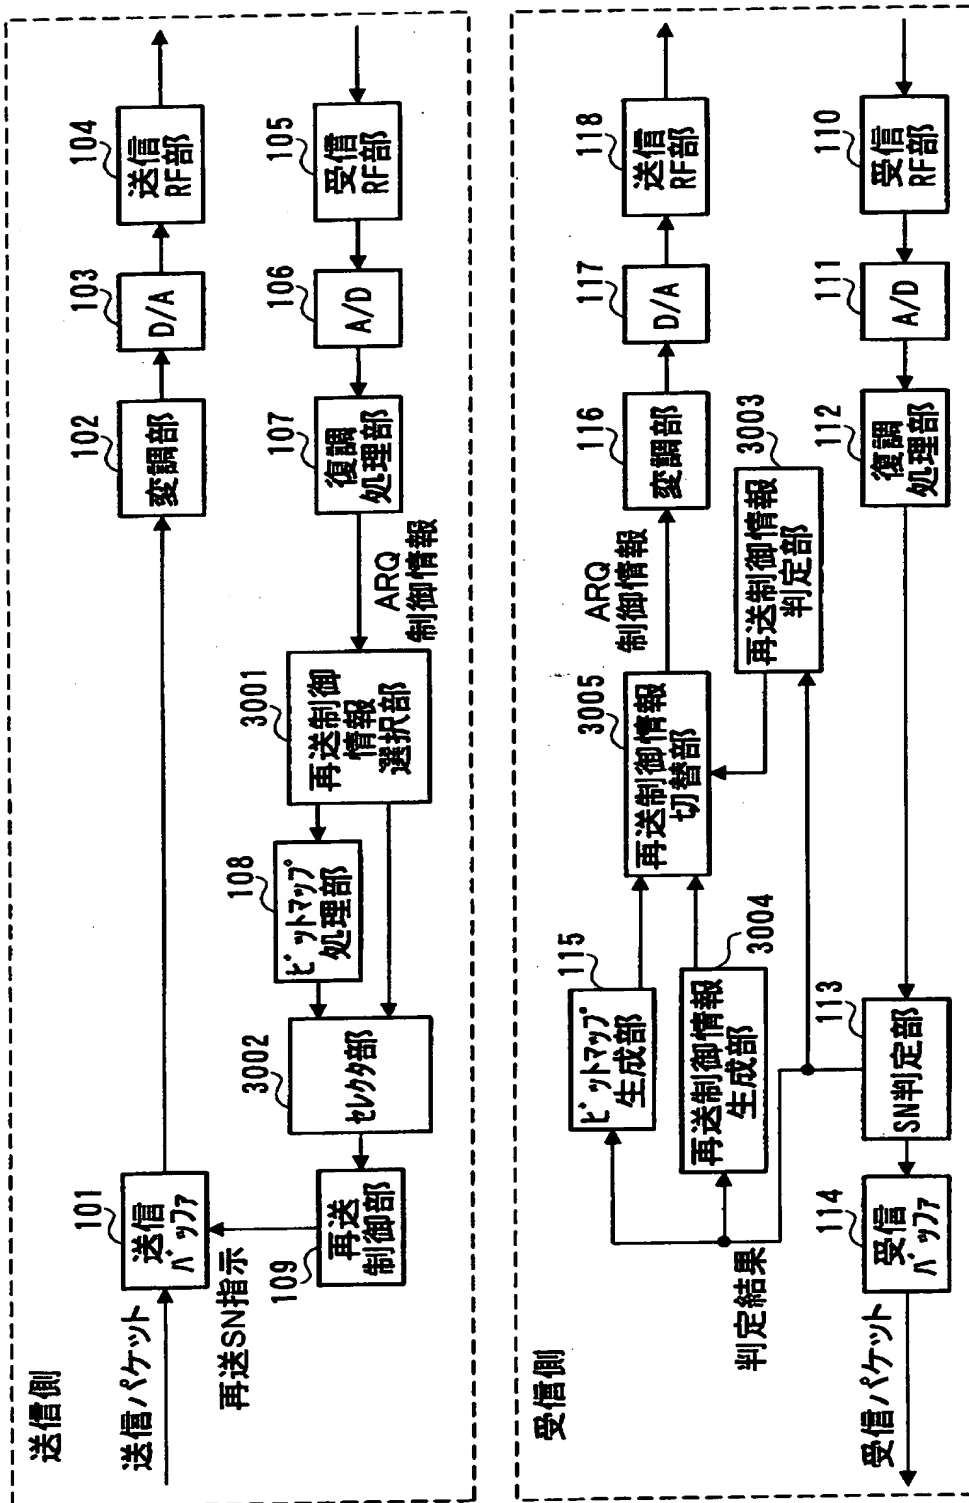 送信側
送信パケット
101
送信
バッファ
102
変調部
103
D/A
104
送信
RF部
再送SN指示
109
再送
制御部
3002
セレクタ部
108
ビットマップ
処理部
3001
再送制御
情報
選択部
ARQ
制御情報
107
復調
処理部
106
A/D
105
受信
RF部
受信側
115
ビットマップ
生成部
3005
再送制御情報
切替部
ARQ
制御情報
116
変調部
117
D/A
118
送信
RF部
判定結果
再送制御情報
生成部
3004
再送制御情報
判定部
3003
受信パケット
114
受信
バッファ
113
SN判定部
112
復調
処理部
111
A/D
110
受信
RF部